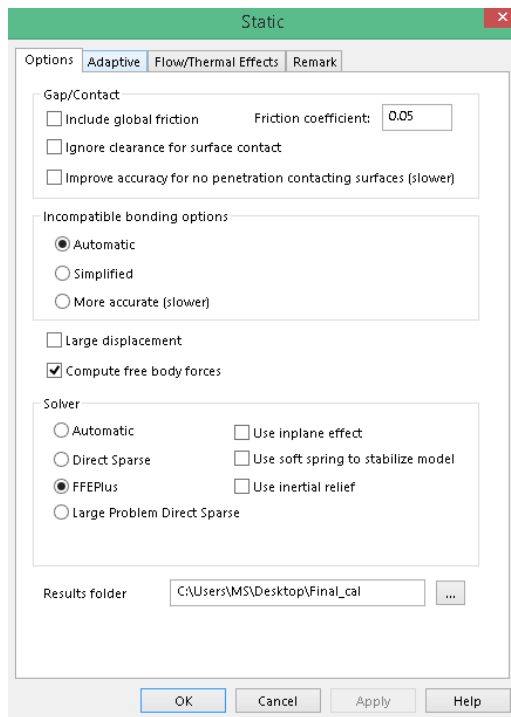 Static
Options Adaptive Flow/Thermal Effects Remark
Gap/Contact
Include global friction Friction coefficient: 0.05
Ignore clearance for surface contact
Improve accuracy for no penetration contacting surfaces (slower)
Incompatible bonding options
Automatic
Simplified
More accurate (slower)
Large displacement
Compute free body forces
Solver
Automatic Use inplane effect
Direct Sparse Use soft spring to stabilize model
FFEPlus Use inertial relief
Large Problem Direct Sparse
Results folder C:\Users\MS\Desktop\Final_cal ...
OK Cancel Apply Help